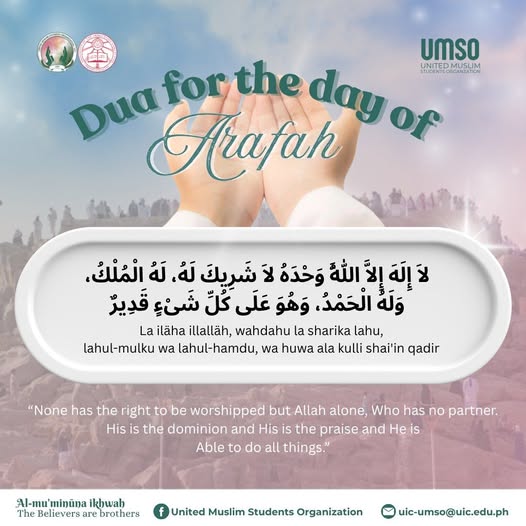 UMSO
UNITED MUSLIM
STUDENTS ORGANIZATION
Dua for the day of
Arafah
لاَ إِلَهَ إِلاَّ اللَّهُ وَحْدَهُ لاَ شَرِيكَ لَهُ، لَهُ الْمُلْكُ،
وَلَهُ الْحَمْدُ، وَهُوَ عَلَى كُلِّ شَىْءٍ قَدِيرٌ
La ilāha illallāh, wahdahu la sharika lahu,
lahul-mulku wa lahul-hamdu, wa huwa ala kulli shai'in qadir
“None has the right to be worshipped but Allah alone, Who has no partner.
His is the dominion and His is the praise and He is
Able to do all things.”
Al-mu'minūna ikhwah
The Believers are brothers
United Muslim Students Organization
uic-umso@uic.edu.ph